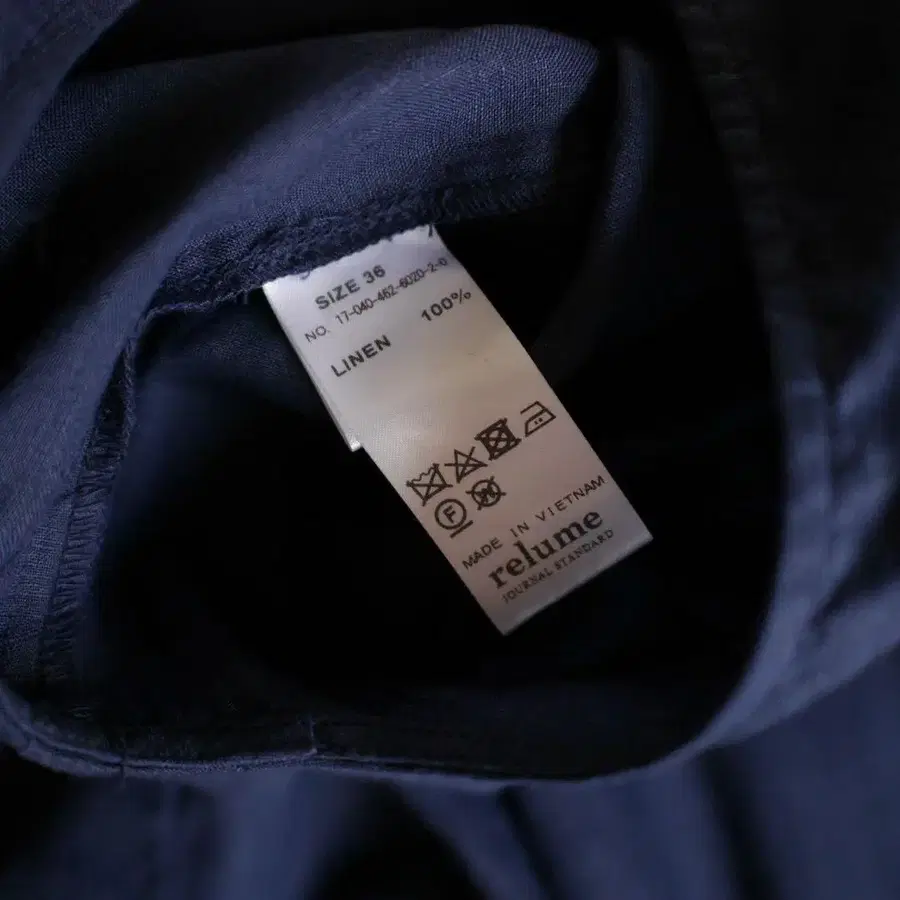 SIZE 36
NO. 17-040-462-6020-2-0
LINEN 100%
F
W
MADE IN VIETNAM
relume
JOURNAL STANDARD